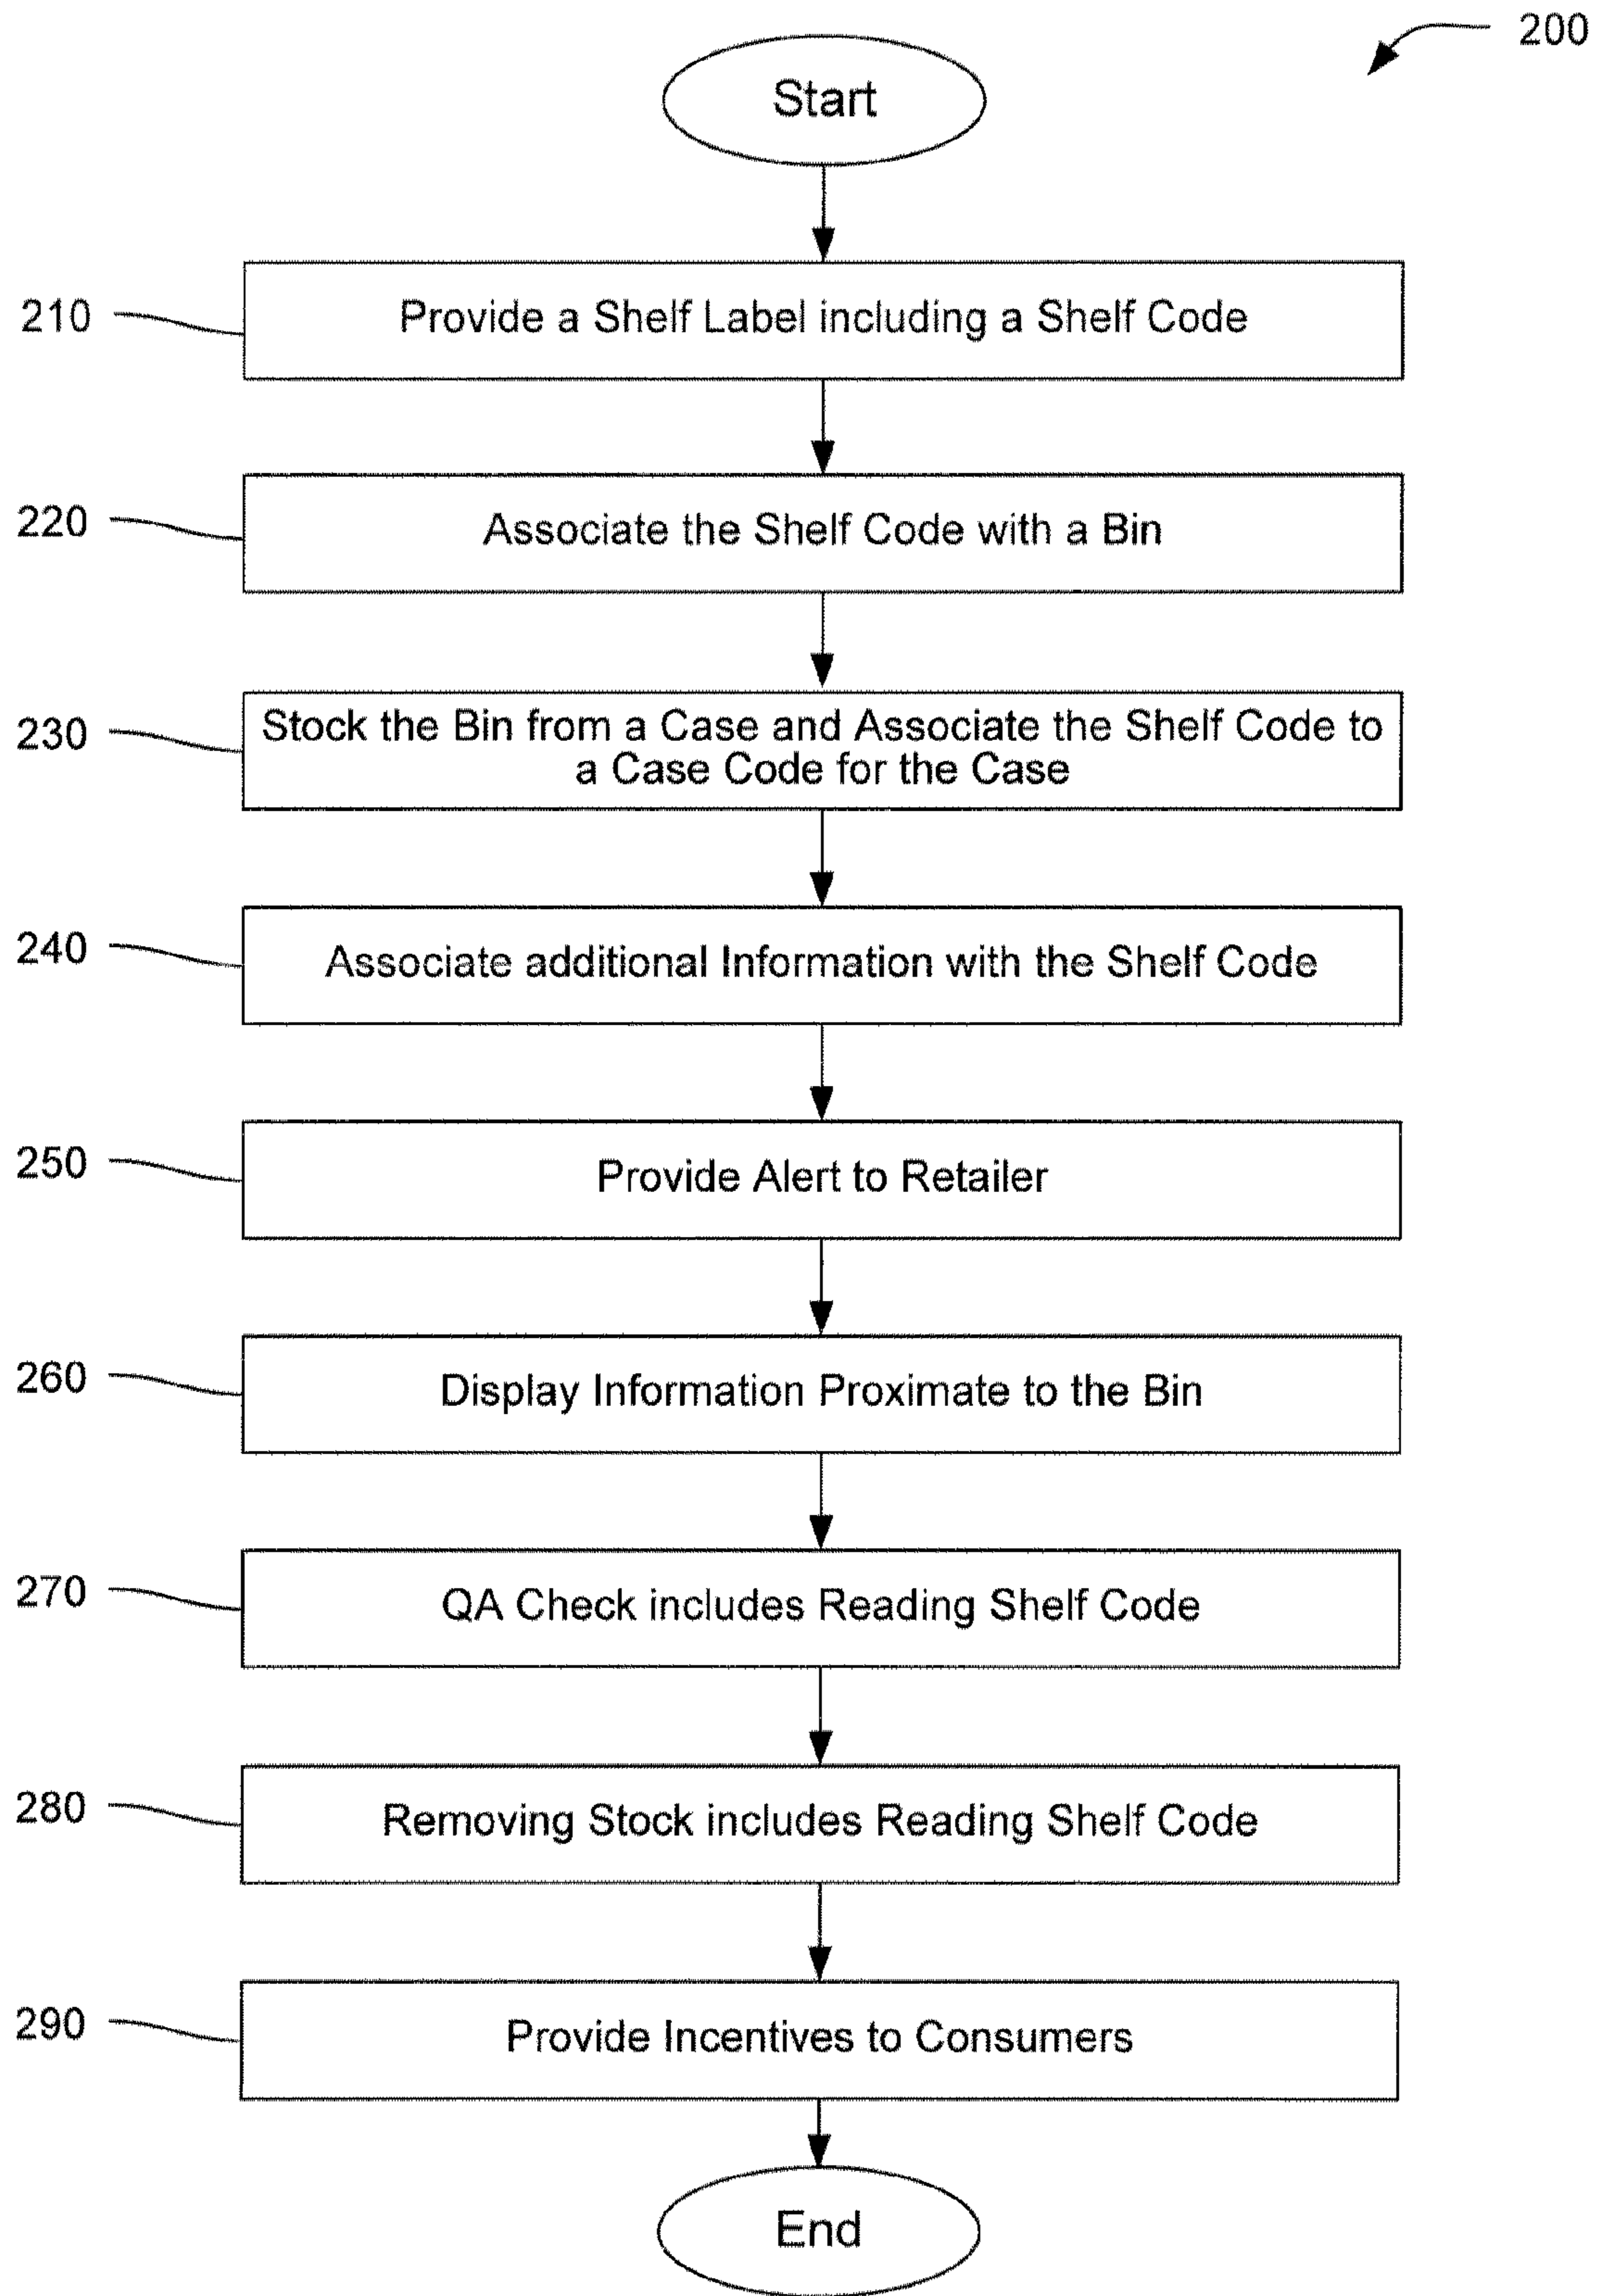 200
Start
210
Provide a Shelf Label including a Shelf Code
220
Associate the Shelf Code with a Bin
230
Stock the Bin from a Case and Associate the Shelf Code to
a Case Code for the Case
240
Associate additional Information with the Shelf Code
250
Provide Alert to Retailer
260
Display Information Proximate to the Bin
270
QA Check includes Reading Shelf Code
280
Removing Stock includes Reading Shelf Code
290
Provide Incentives to Consumers
End